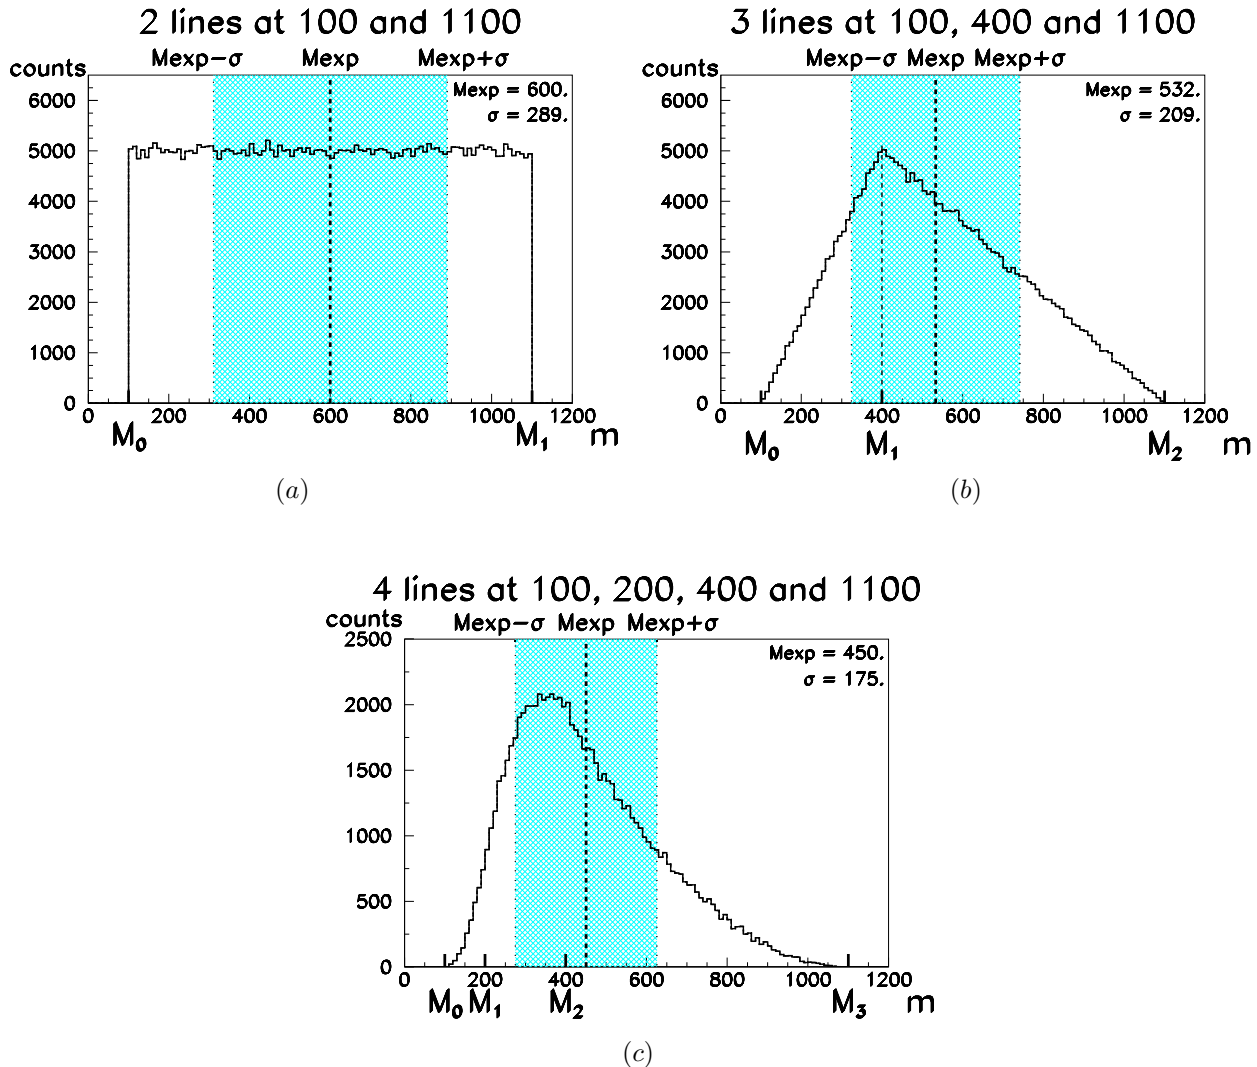 2 lines at 100 and 1100
Mexp−σ Mexp Mexp+σ
counts
Mexp = 600.
σ = 289.
6000
5000
4000
3000
2000
1000
0
0 200 400 600 800 1000 1200
M0 M1 m
(a)
3 lines at 100, 400 and 1100
Mexp−σ Mexp Mexp+σ
counts
Mexp = 532.
σ = 209.
6000
5000
4000
3000
2000
1000
0
0 200 400 600 800 1000 1200
M0 M1 M2 m
(b)
4 lines at 100, 200, 400 and 1100
Mexp−σ Mexp Mexp+σ
counts
Mexp = 450.
σ = 175.
2500
2000
1500
1000
500
0
0 200 400 600 800 1000 1200
M0 M1 M2 M3 m
(c)